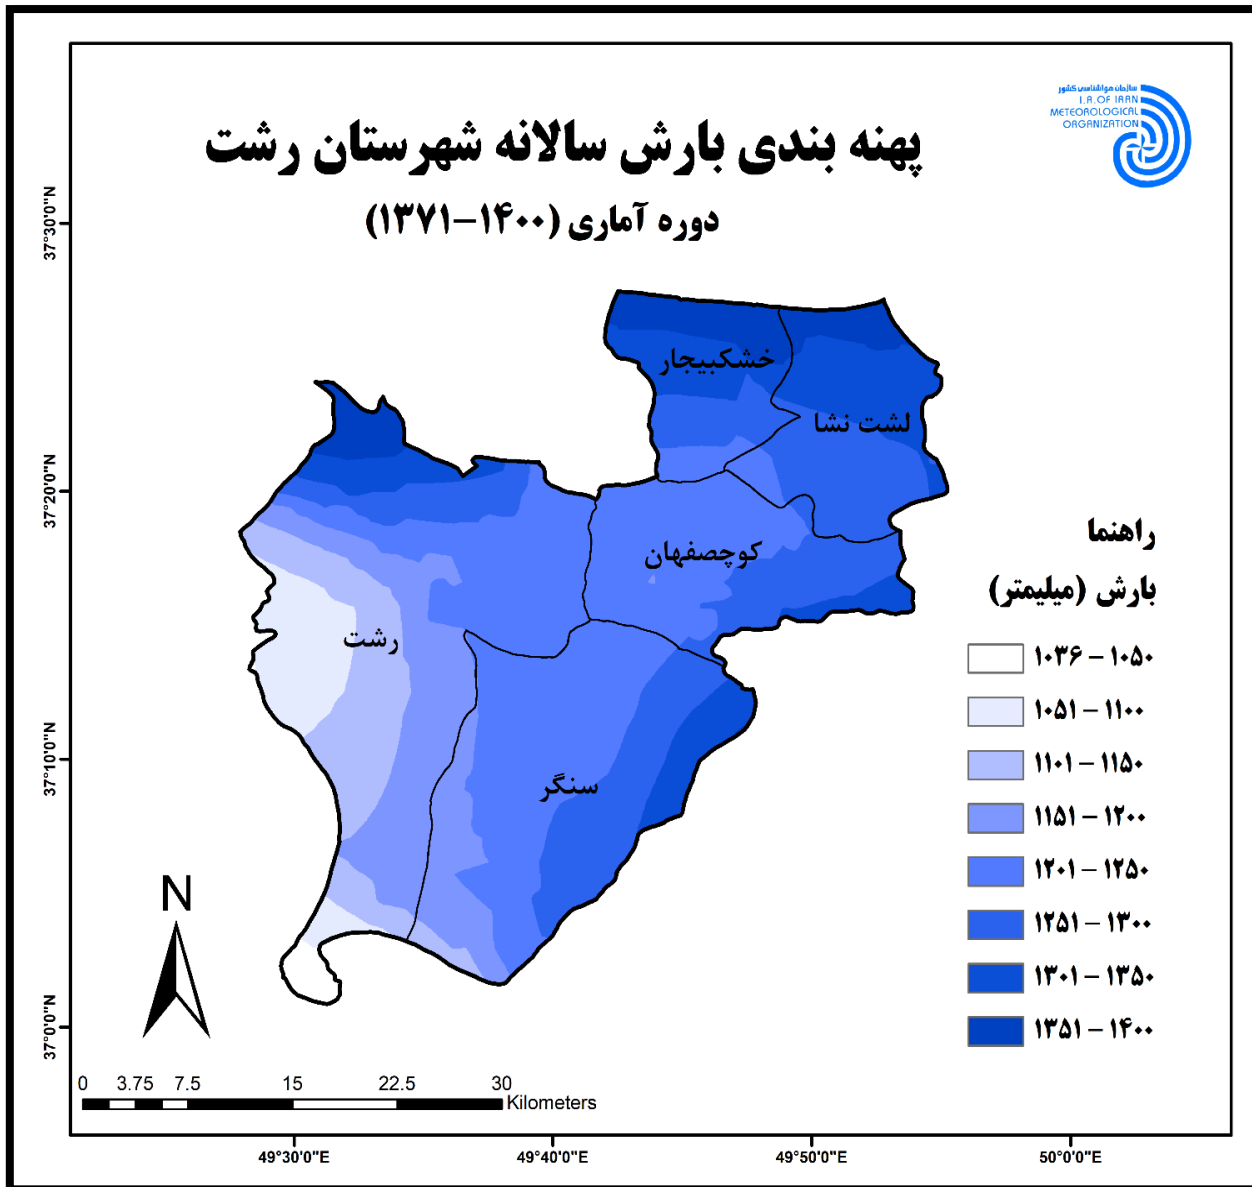 سازمان هواشناسی کشور
I.R. OF IRAN
METEOROLOGICAL
ORGANIZATION
پهنه بندی بارش سالانه شهرستان رشت
دوره آماری (۱۴۰۰–۱۳۷۱)
37°30'0"N
37°20'0"N
37°10'0"N
37°0'0"N
خشکبیجار
لشت نشا
کوچصفهان
رشت
سنگر
راهنما
بارش (میلیمتر)
۱۰۳۶ – ۱۰۵۰
۱۰۵۱ – ۱۱۰۰
۱۱۰۱ – ۱۱۵۰
۱۱۵۱ – ۱۲۰۰
۱۲۰۱ – ۱۲۵۰
۱۲۵۱ – ۱۳۰۰
۱۳۰۱ – ۱۳۵۰
۱۳۵۱ – ۱۴۰۰
N
0 3.75 7.5 15 22.5 30
Kilometers
49°30'0"E 49°40'0"E 49°50'0"E 50°0'0"E